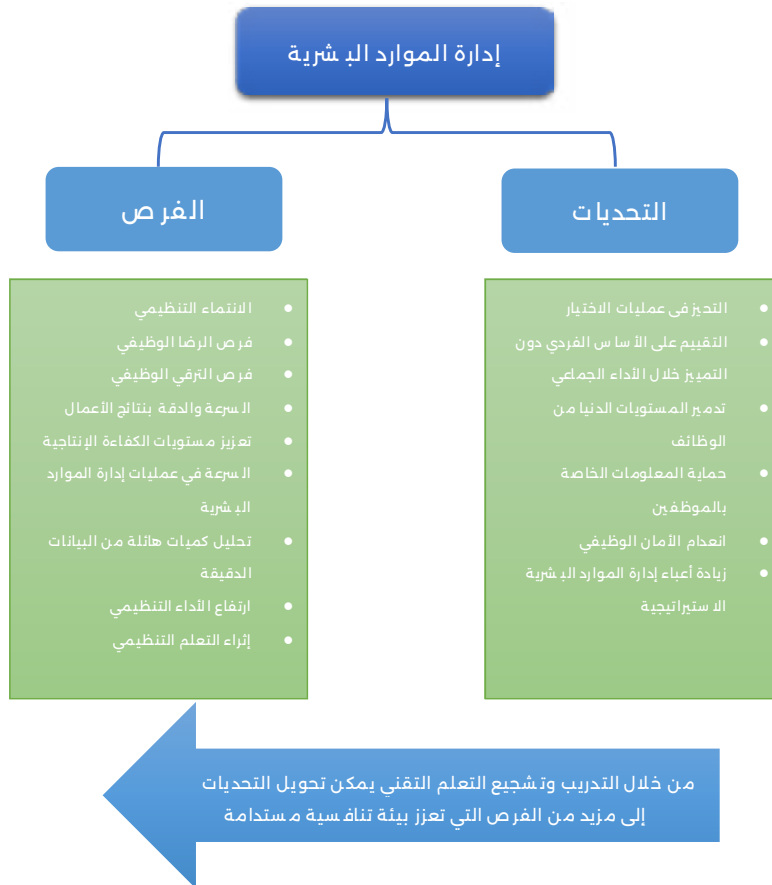 إدارة الموارد البشرية
التحديات
التحيز فى عمليات الاختيار
التقييم على الأساس الفردي دون
التمييز خلال الأداء الجماعي
تدمير المستويات الدنيا من
الوظائف
حماية المعلومات الخاصة
بالموظفين
انعدام الأمان الوظيفي
زيادة أعباء إدارة الموارد البشرية
الاستيراتيجية
الفرص
الانتماء التنظيمي
فرص الرضا الوظيفي
فرص الترقي الوظيفي
السرعة والدقة بنتائج الأعمال
تعزيز مستويات الكفاءة الإنتاجية
السرعة في عمليات إدارة الموارد
البشرية
تحليل كميات هائلة من البيانات
الدقيقة
ارتفاع الأداء التنظيمي
إثراء التعلم التنظيمي
من خلال التدريب وتشجيع التعلم التقني يمكن تحويل التحديات
إلى مزيد من الفرص التي تعزز بيئة تنافسية مستدامة